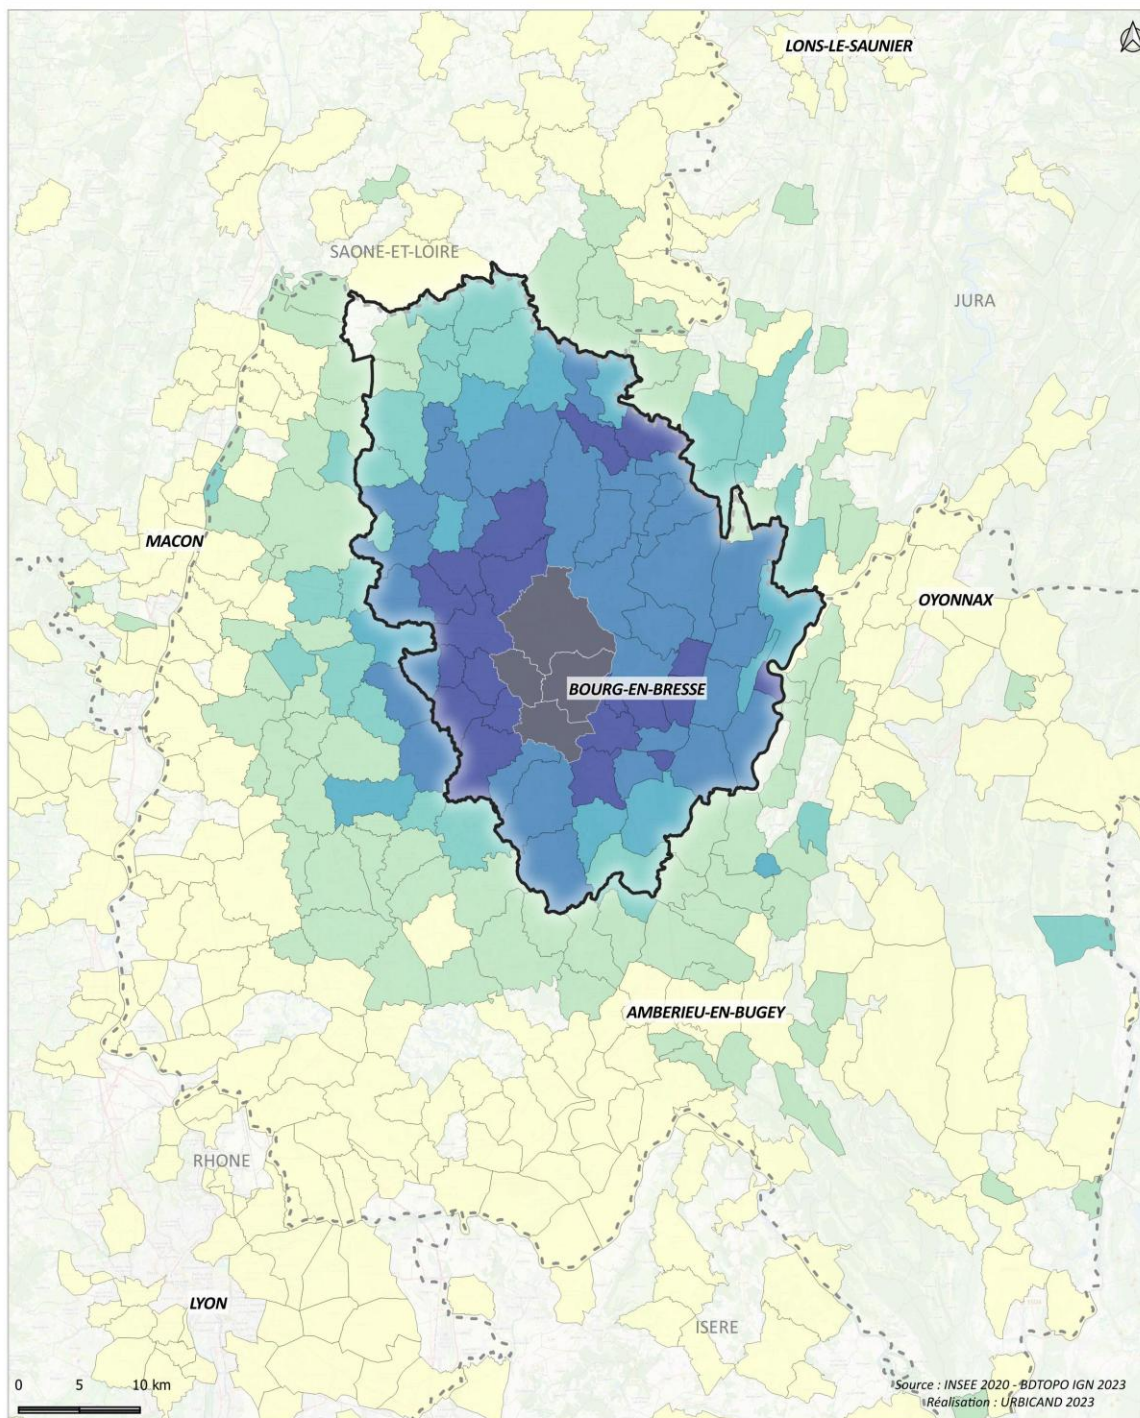 LONS-LE-SAUNIER
SAONE-ET-LOIRE
JURA
MACON
OYONNAX
BOURG-EN-BRESSE
AMBERIEU-EN-BUGEY
RHONE
LYON
ISERE
0 5 10 km
Source : INSEE 2020 - BDTOPO IGN 2023
Réalisation : URBICAND 2023